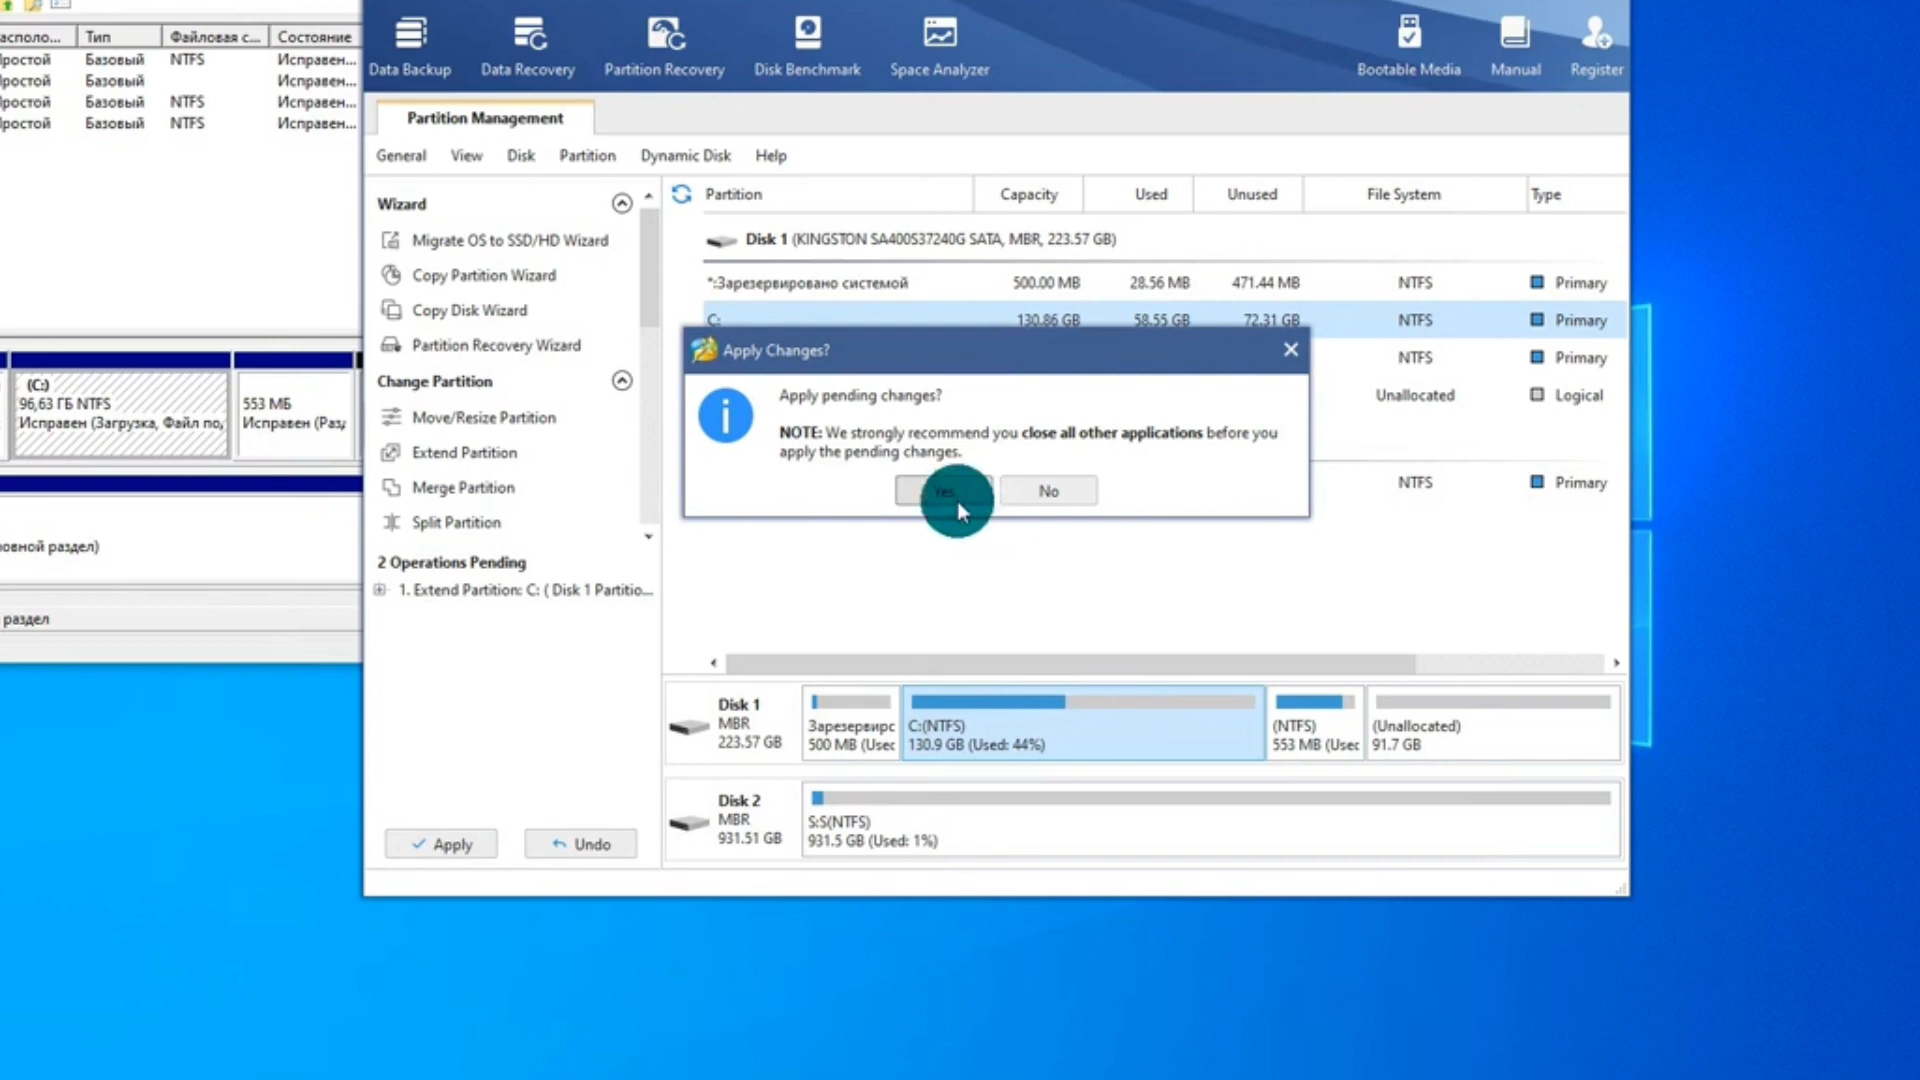 асполо...
Тип
Файловая с...
Состояние
Простой
Базовый
NTFS
Исправен...
Простой
Базовый
Исправен...
Простой
Базовый
NTFS
Исправен...
Простой
Базовый
NTFS
Исправен...
(C:)
96,63 ГБ NTFS
Исправен (Загрузка, Файл по,
553 МБ
Исправен (Раз
овной раздел)
раздел
Data Backup
Data Recovery
Partition Recovery
Disk Benchmark
Space Analyzer
Bootable Media
Manual
Register
Partition Management
General
View
Disk
Partition
Dynamic Disk
Help
Wizard
Migrate OS to SSD/HD Wizard
Copy Partition Wizard
Copy Disk Wizard
Partition Recovery Wizard
Change Partition
Move/Resize Partition
Extend Partition
Merge Partition
Split Partition
2 Operations Pending
1. Extend Partition: C: ( Disk 1 Partitio...
Apply
Undo
Partition
Capacity
Used
Unused
File System
Type
Disk 1 (KINGSTON SA400S37240G SATA, MBR, 223.57 GB)
*:Зарезервировано системой
500.00 MB
28.56 MB
471.44 MB
NTFS
Primary
C:
130.86 GB
58.55 GB
72.31 GB
NTFS
Primary
NTFS
Primary
Unallocated
Logical
NTFS
Primary
Apply Changes?
Apply pending changes?
NOTE: We strongly recommend you close all other applications before you
apply the pending changes.
Yes
No
Disk 1
MBR
223.57 GB
Зарезервирс
500 MB (Usec
C:(NTFS)
130.9 GB (Used: 44%)
(NTFS)
553 MB (Usec
(Unallocated)
91.7 GB
Disk 2
MBR
931.51 GB
S:S(NTFS)
931.5 GB (Used: 1%)